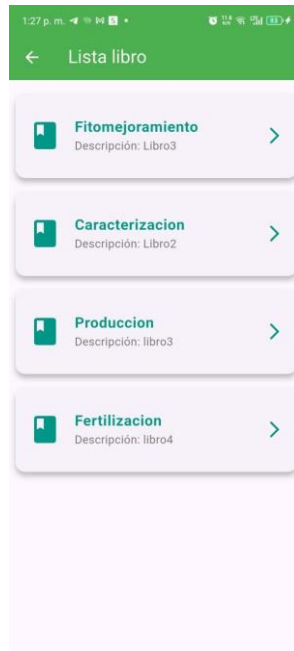 1:27 p. m.
Lista libro
Fitomejoramiento
Descripción: Libro3
Caracterizacion
Descripción: Libro2
Produccion
Descripción: libro3
Fertilizacion
Descripción: libro4